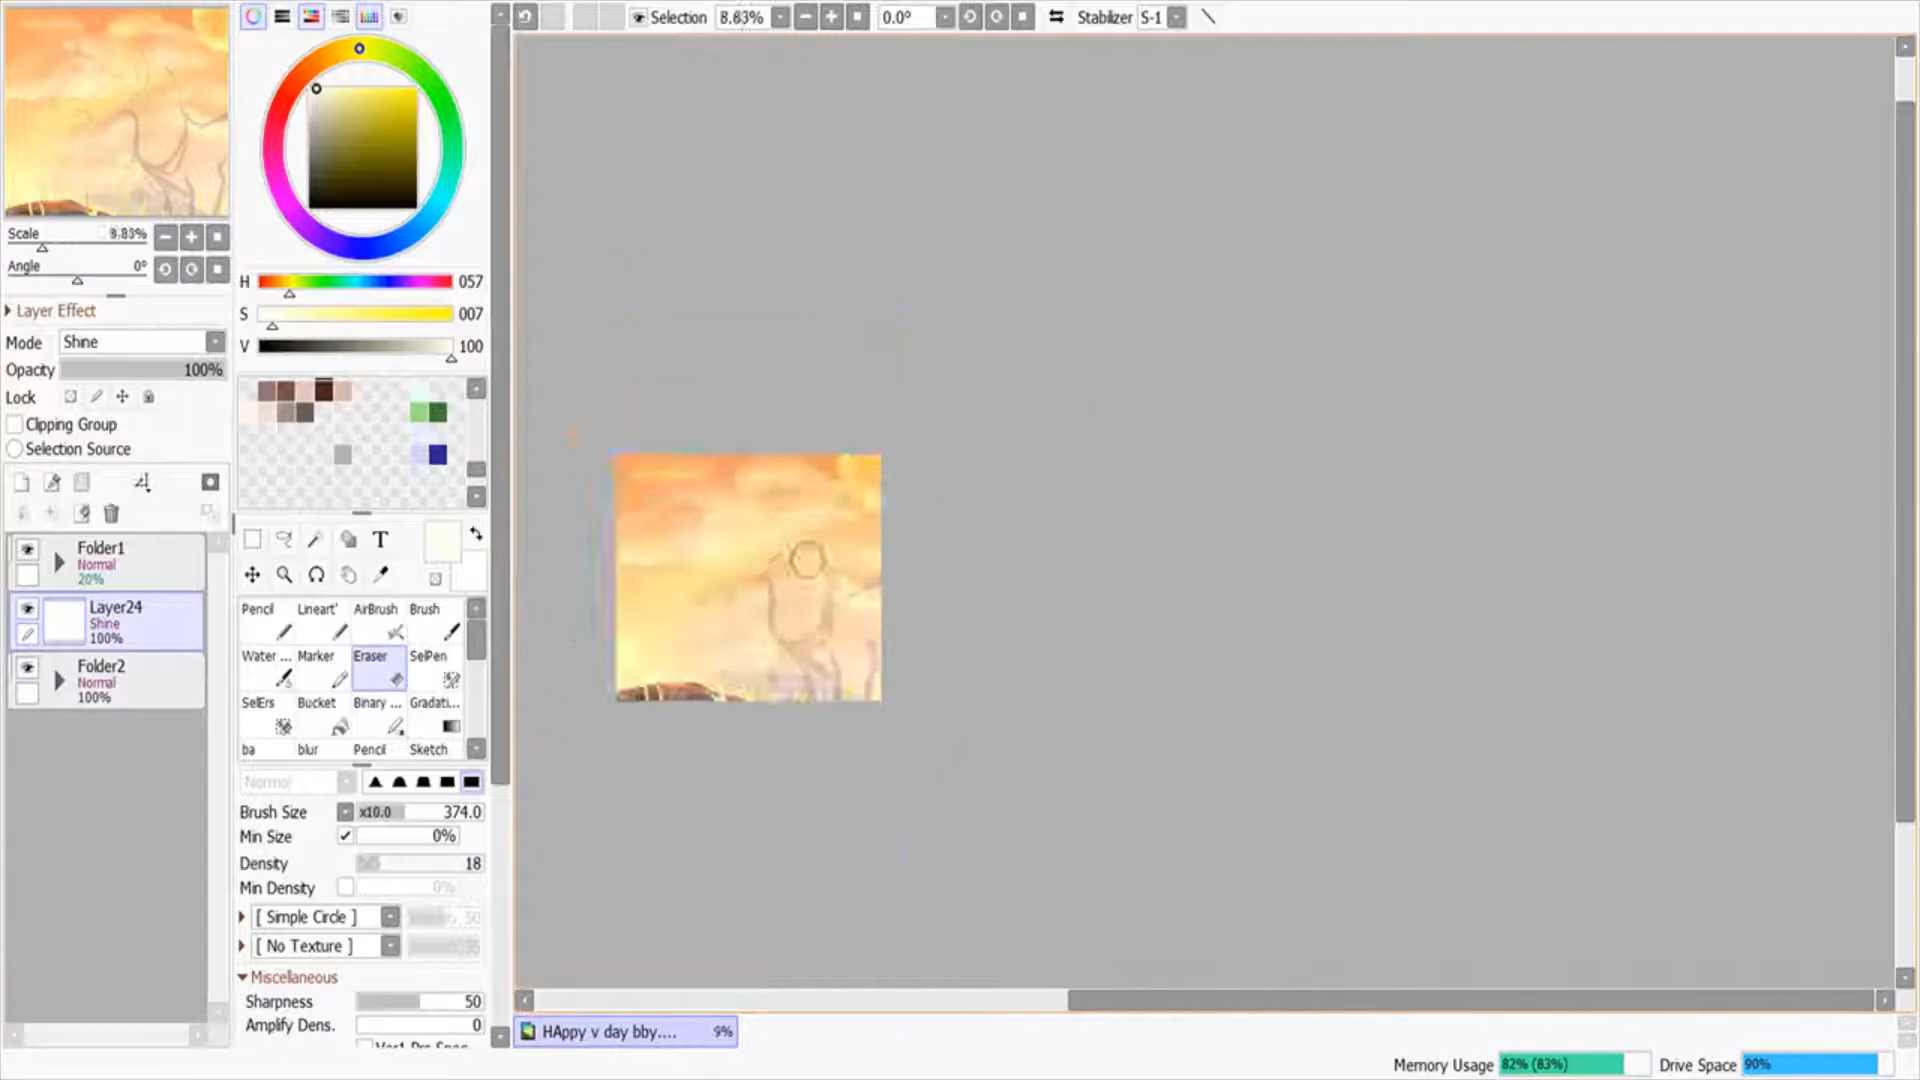 Selection 8.83% 0.0° Stabilizer S-1
Scale 8.83%
Angle 0°
Layer Effect
Mode Shine
Opacity 100%
Lock
Clipping Group
Selection Source
Folder1
Normal
20%
Layer24
Shine
100%
Folder2
Normal
100%
H 057
S 007
V 100
T
Pencil Lineart' AirBrush Brush
Water ... Marker Eraser SelPen
SelErs Bucket Binary ... Gradati...
ba blur Pencil Sketch
Normal
Brush Size x10.0 374.0
Min Size 0%
Density 18
Min Density 0%
[ Simple Circle ] 50
[ No Texture ]
Miscellaneous
Sharpness 50
Amplify Dens. 0
HAppy v day bby.... 9%
Memory Usage 82% (83%) Drive Space 90%